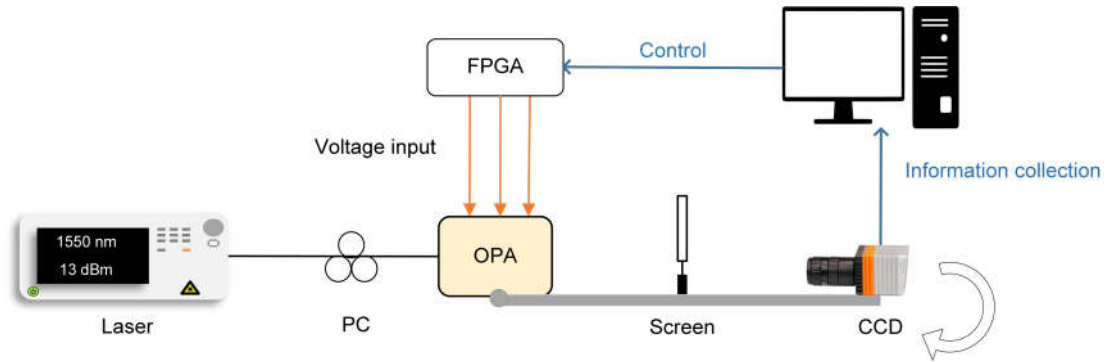 FPGA
Control
Voltage input
Information collection
1550 nm
13 dBm
OPA
Laser
PC
Screen
CCD